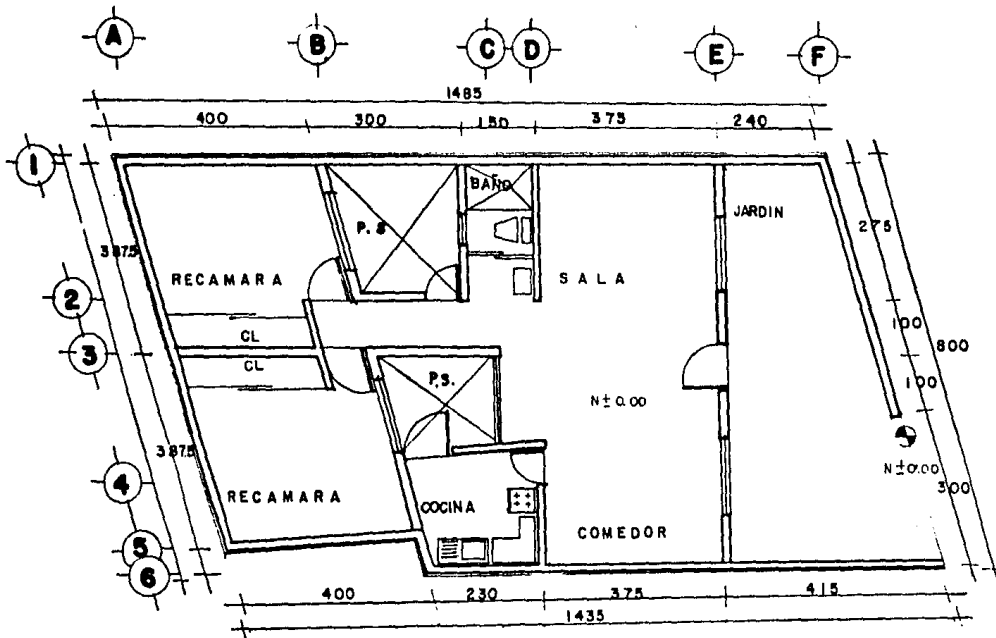 A B C D E F
1485
400 300 150 375 240
1
2
3
4
5
6
3875
3875
BAÑO
JARDIN
P. S
275
RECAMARA
SALA
100
CL
800
CL
P.S.
100
N±0.00
N±0.00
300
RECAMARA
COCINA
COMEDOR
400 230 375 415
1435